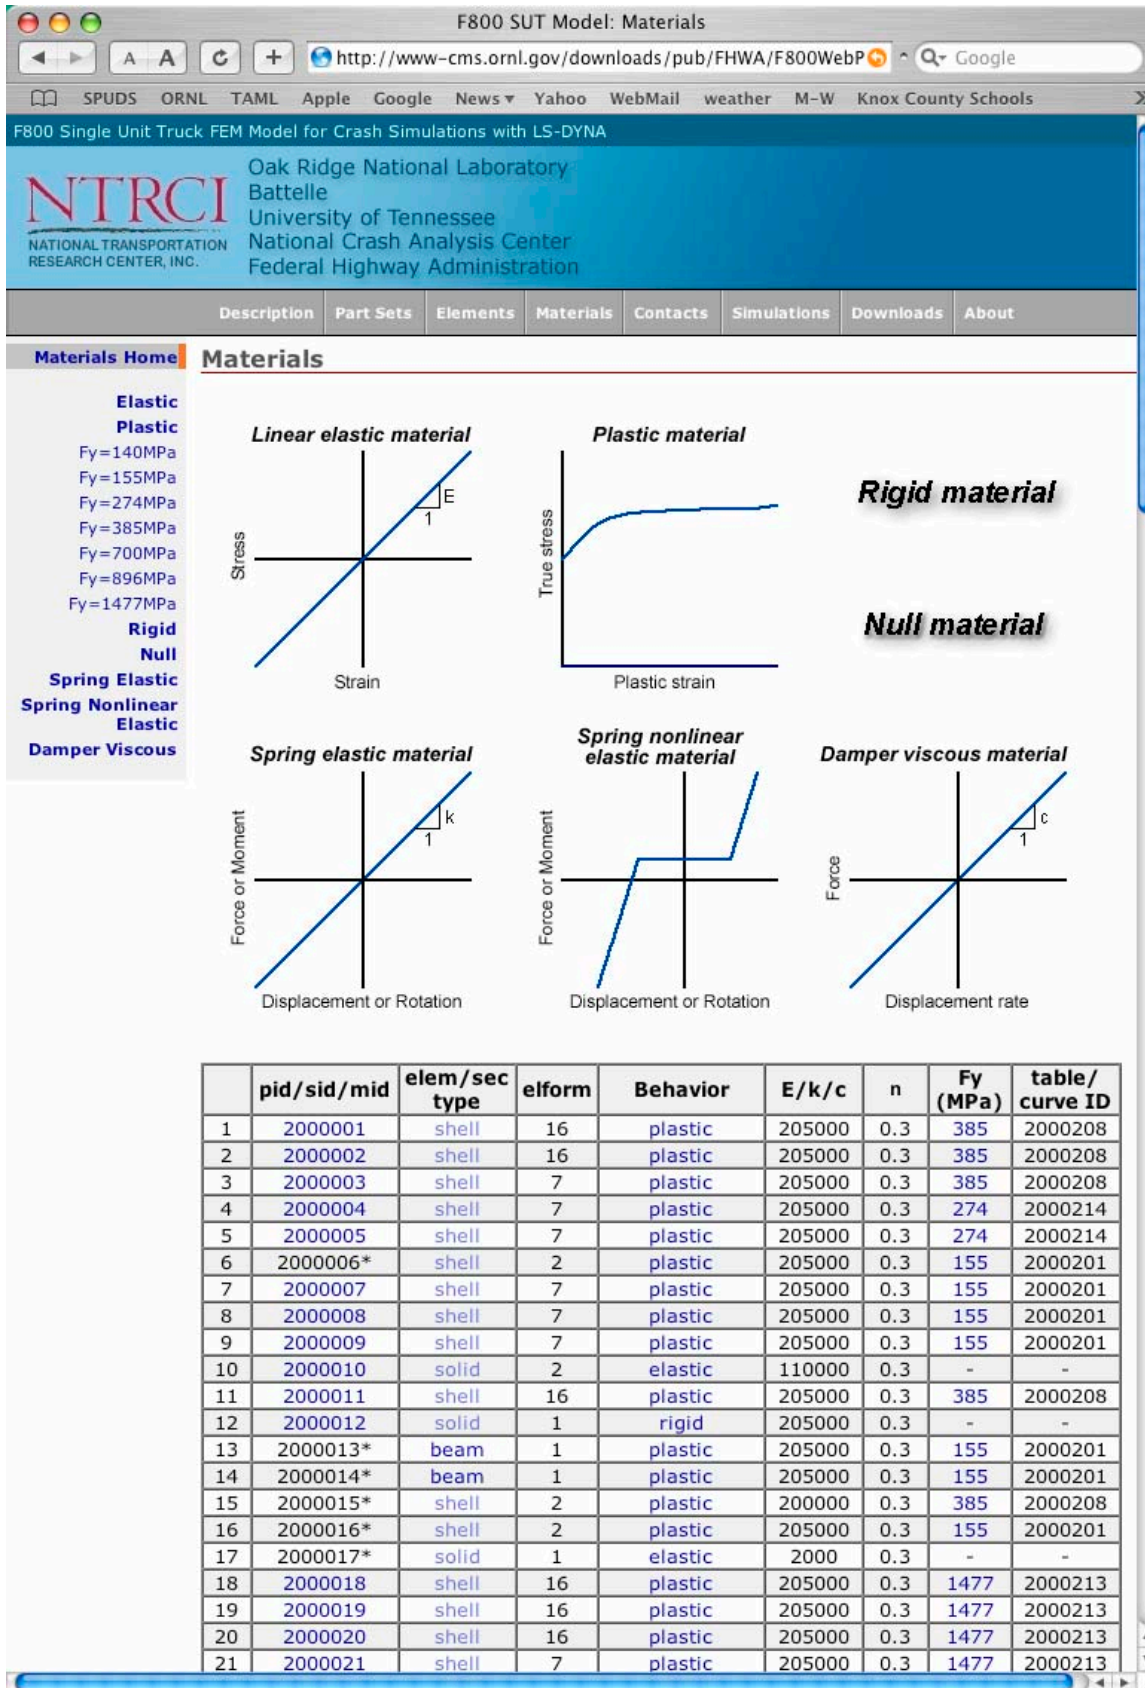 F800 SUT Model: Materials
A A
http://www-cms.ornl.gov/downloads/pub/FHWA/F800WebP
Google
SPUDS ORNL TAML Apple Google News Yahoo WebMail weather M-W Knox County Schools
F800 Single Unit Truck FEM Model for Crash Simulations with LS-DYNA
NTRCI
NATIONAL TRANSPORTATION
RESEARCH CENTER, INC.
Oak Ridge National Laboratory
Battelle
University of Tennessee
National Crash Analysis Center
Federal Highway Administration
Description Part Sets Elements Materials Contacts Simulations Downloads About
Materials Home
Elastic
Plastic
Fy=140MPa
Fy=155MPa
Fy=274MPa
Fy=385MPa
Fy=700MPa
Fy=896MPa
Fy=1477MPa
Rigid
Null
Spring Elastic
Spring Nonlinear
Elastic
Damper Viscous
Materials
Linear elastic material
Stress
E
1
Strain
Plastic material
True stress
Plastic strain
Rigid material
Null material
Spring elastic material
Force or Moment
k
1
Displacement or Rotation
Spring nonlinear
elastic material
Force or Moment
Displacement or Rotation
Damper viscous material
Force
c
1
Displacement rate
pid/sid/mid elem/sec type elform Behavior E/k/c n Fy (MPa) table/ curve ID
1 2000001 shell 16 plastic 205000 0.3 385 2000208
2 2000002 shell 16 plastic 205000 0.3 385 2000208
3 2000003 shell 7 plastic 205000 0.3 385 2000208
4 2000004 shell 7 plastic 205000 0.3 274 2000214
5 2000005 shell 7 plastic 205000 0.3 274 2000214
6 2000006* shell 2 plastic 205000 0.3 155 2000201
7 2000007 shell 7 plastic 205000 0.3 155 2000201
8 2000008 shell 7 plastic 205000 0.3 155 2000201
9 2000009 shell 7 plastic 205000 0.3 155 2000201
10 2000010 solid 2 elastic 110000 0.3 - -
11 2000011 shell 16 plastic 205000 0.3 385 2000208
12 2000012 solid 1 rigid 205000 0.3 - -
13 2000013* beam 1 plastic 205000 0.3 155 2000201
14 2000014* beam 1 plastic 205000 0.3 155 2000201
15 2000015* shell 2 plastic 200000 0.3 385 2000208
16 2000016* shell 2 plastic 205000 0.3 155 2000201
17 2000017* solid 1 elastic 2000 0.3 - -
18 2000018 shell 16 plastic 205000 0.3 1477 2000213
19 2000019 shell 16 plastic 205000 0.3 1477 2000213
20 2000020 shell 16 plastic 205000 0.3 1477 2000213
21 2000021 shell 7 plastic 205000 0.3 1477 2000213